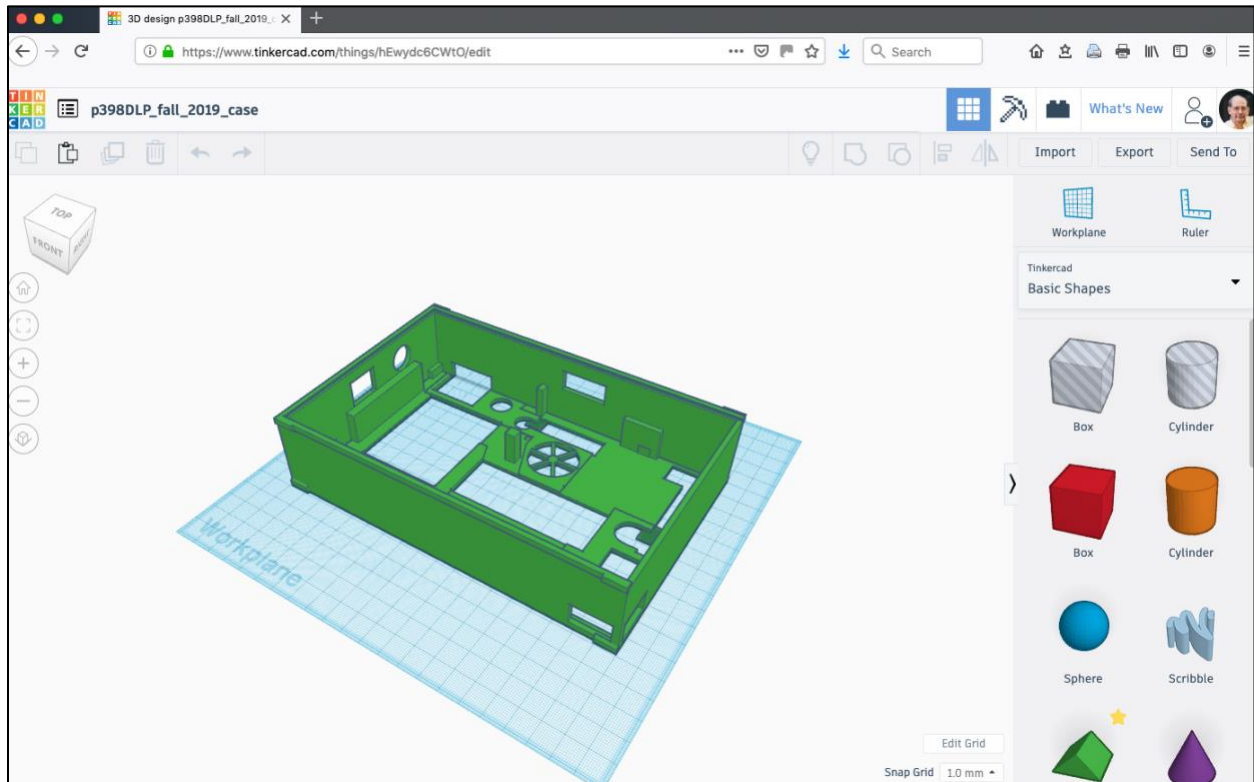 3D design p398DLP_fall_2019_c
https://www.tinkercad.com/things/hEwydc6CWtO/edit
Search
TIN
KER
CAD
p398DLP_fall_2019_case
What's New
Import Export Send To
TOP
FRONT RIGHT
Workplane Ruler
Tinkercad
Basic Shapes
Box Cylinder
Box Cylinder
Workplane
Sphere Scribble
Edit Grid
Snap Grid 1.0 mm